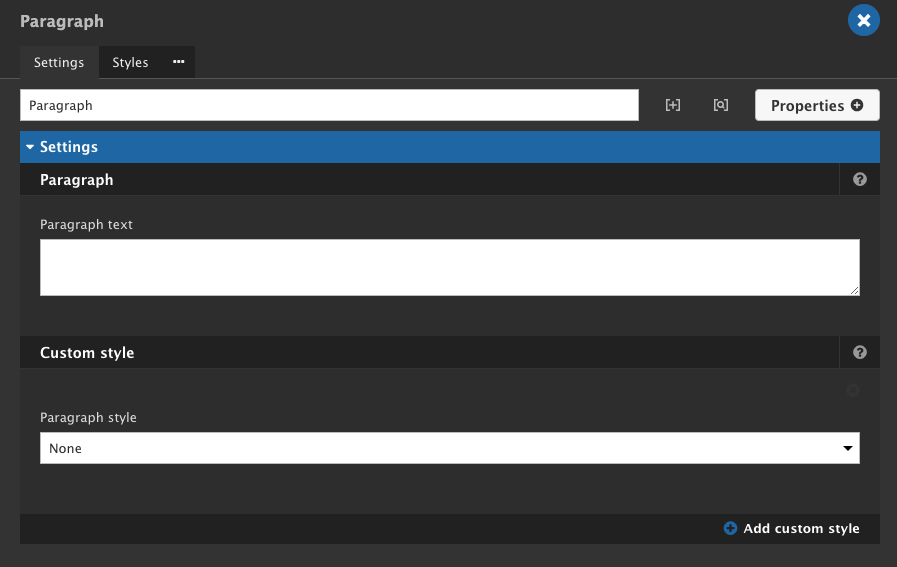 Paragraph
Settings Styles
Paragraph Properties
Settings
Paragraph
Paragraph text
Custom style
Paragraph style
None
Add custom style